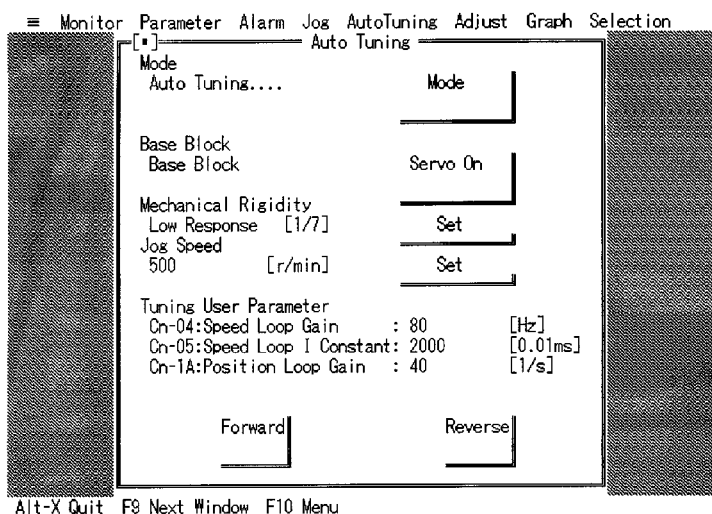 ≡ Monitor Parameter Alarm Jog AutoTuning Adjust Graph Selection
[▪] Auto Tuning
Mode
Auto Tuning.... Mode
Base Block
Base Block Servo On
Mechanical Rigidity
Low Response [1/7] Set
Jog Speed
500 [r/min] Set
Tuning User Parameter
Cn-04:Speed Loop Gain : 80 [Hz]
Cn-05:Speed Loop I Constant: 2000 [0.01ms]
Cn-1A:Position Loop Gain : 40 [1/s]
Forward Reverse
Alt-X Quit F9 Next Window F10 Menu